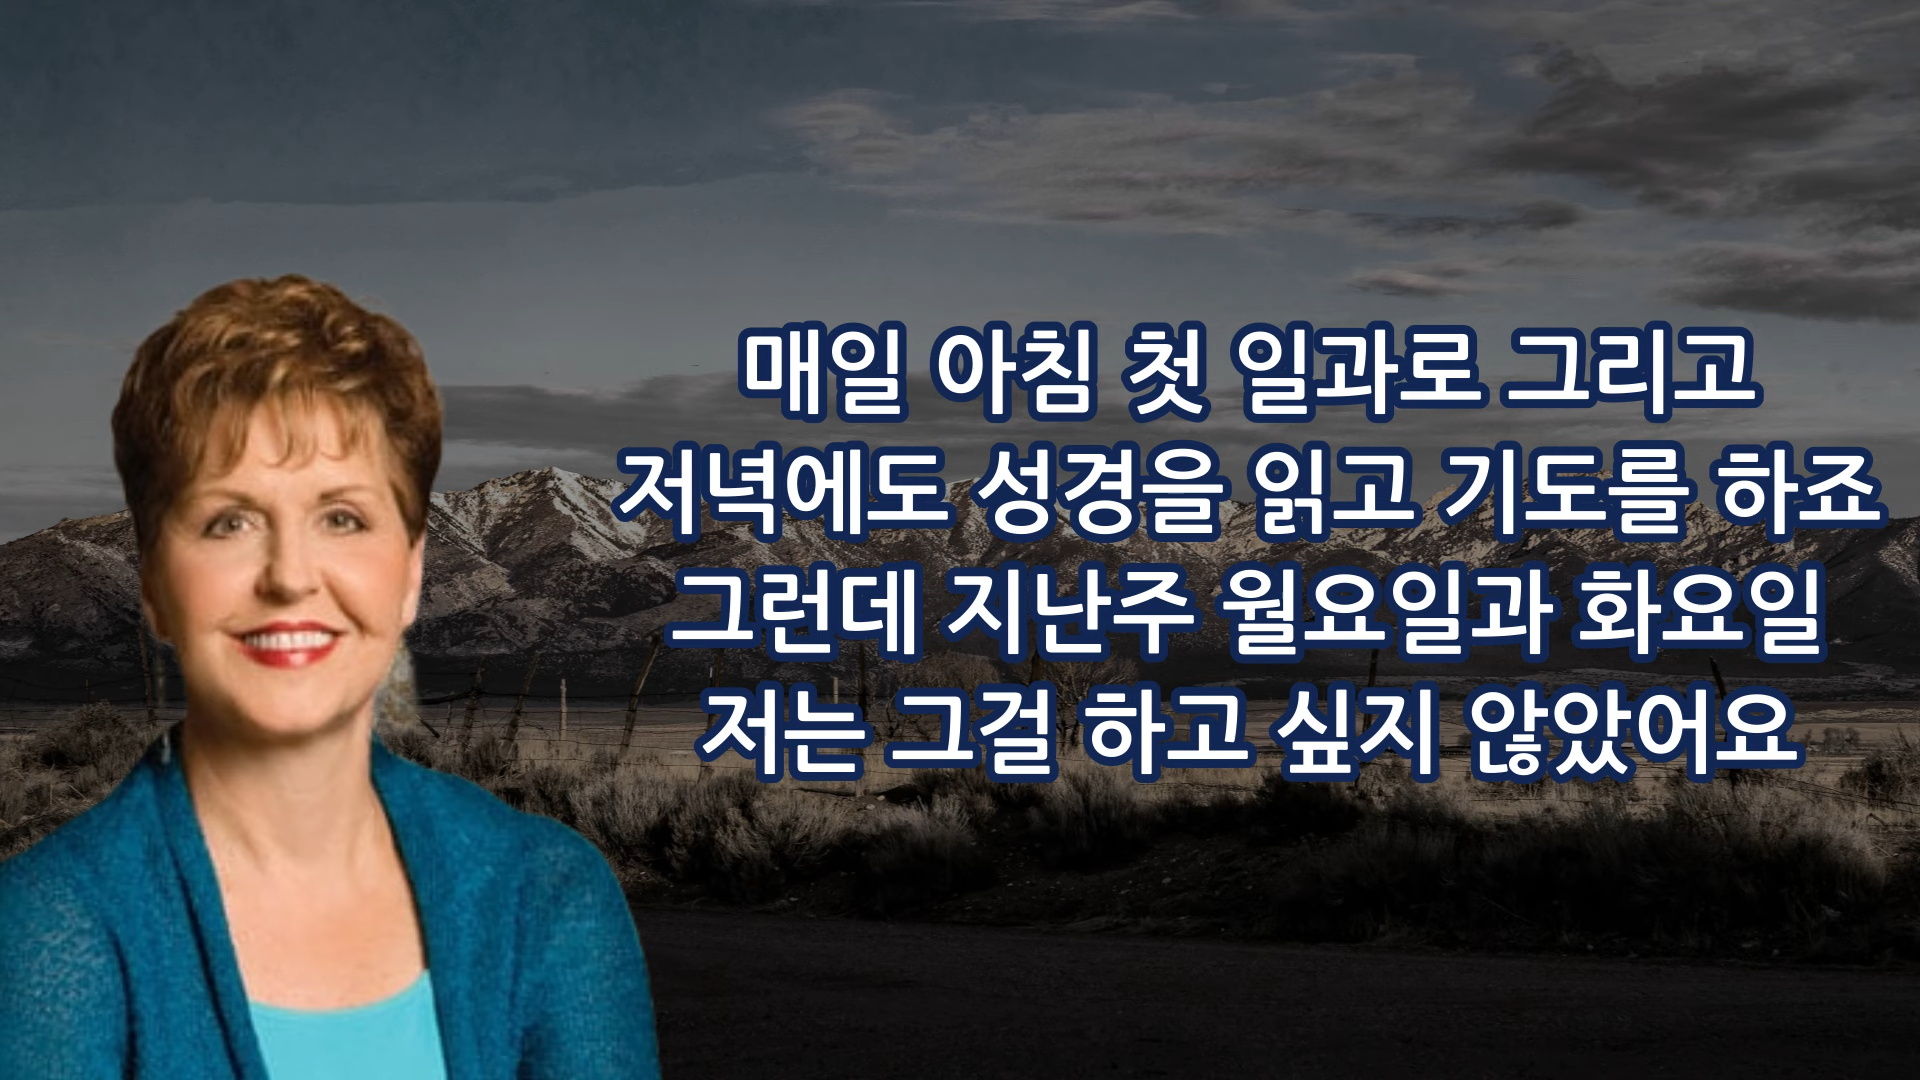 매일 아침 첫 일과로 그리고
저녁에도 성경을 읽고 기도를 하죠
그런데 지난주 월요일과 화요일
저는 그걸 하고 싶지 않았어요